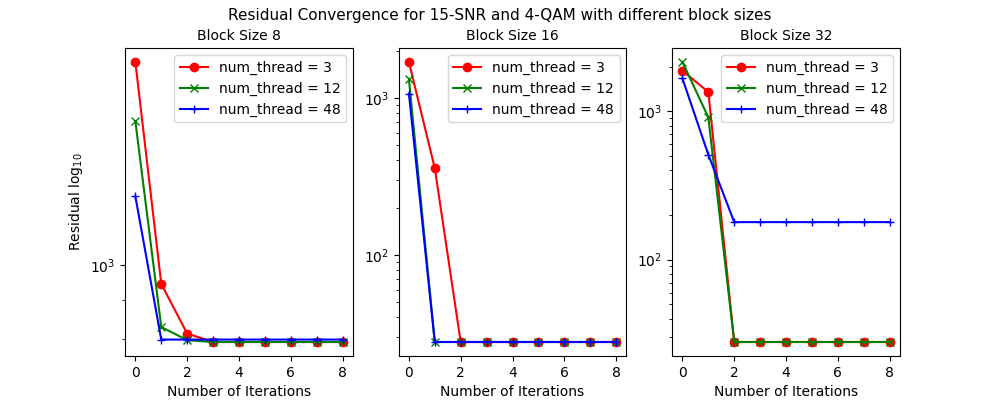 Residual Convergence for 15-SNR and 4-QAM with different block sizes
Block Size 8
num_thread = 3
num_thread = 12
num_thread = 48
Residual log₁₀
10³
0 2 4 6 8
Number of Iterations
Block Size 16
num_thread = 3
num_thread = 12
num_thread = 48
10³
10²
0 2 4 6 8
Number of Iterations
Block Size 32
num_thread = 3
num_thread = 12
num_thread = 48
10³
10²
0 2 4 6 8
Number of Iterations